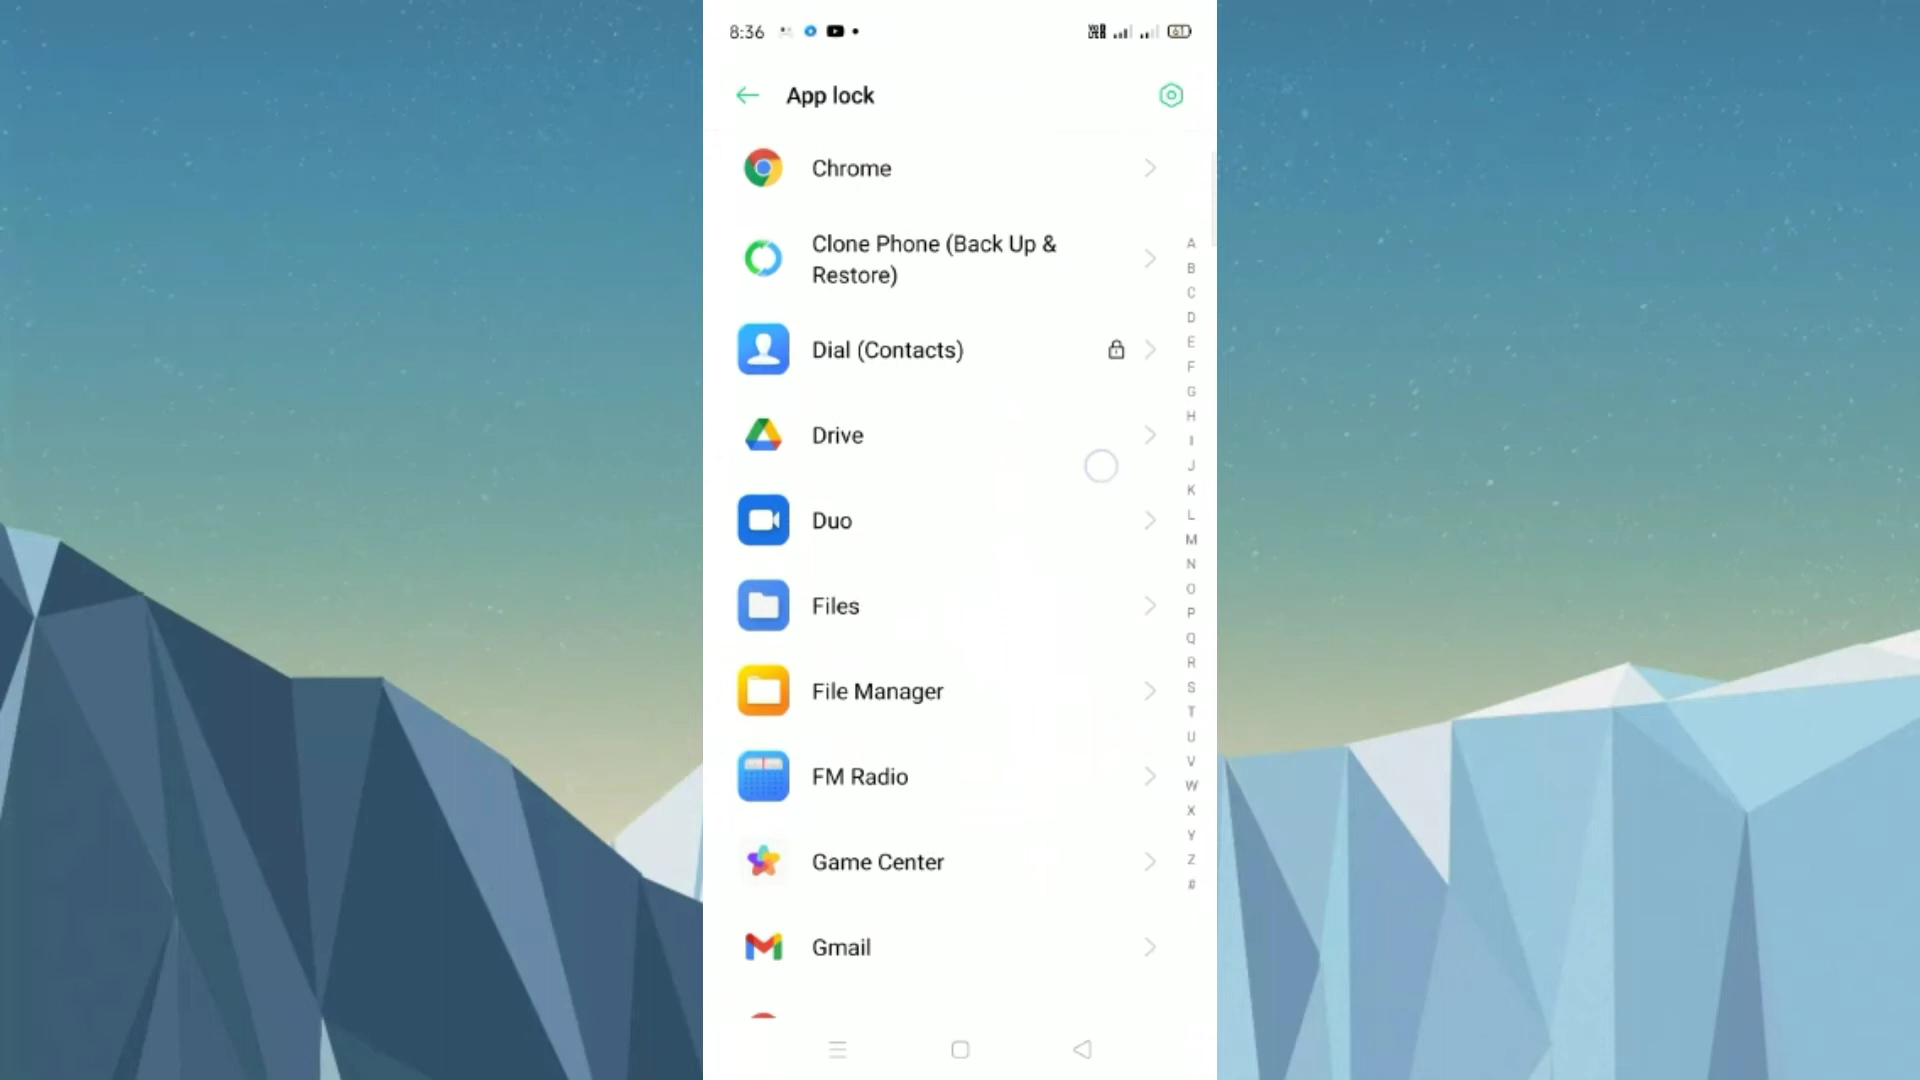 8:36
61
App lock
Chrome
Clone Phone (Back Up &
Restore)
Dial (Contacts)
Drive
Duo
Files
File Manager
FM Radio
Game Center
Gmail
A
B
C
D
E
F
G
H
I
J
K
L
M
N
O
P
Q
R
S
T
U
V
W
X
Y
Z
#